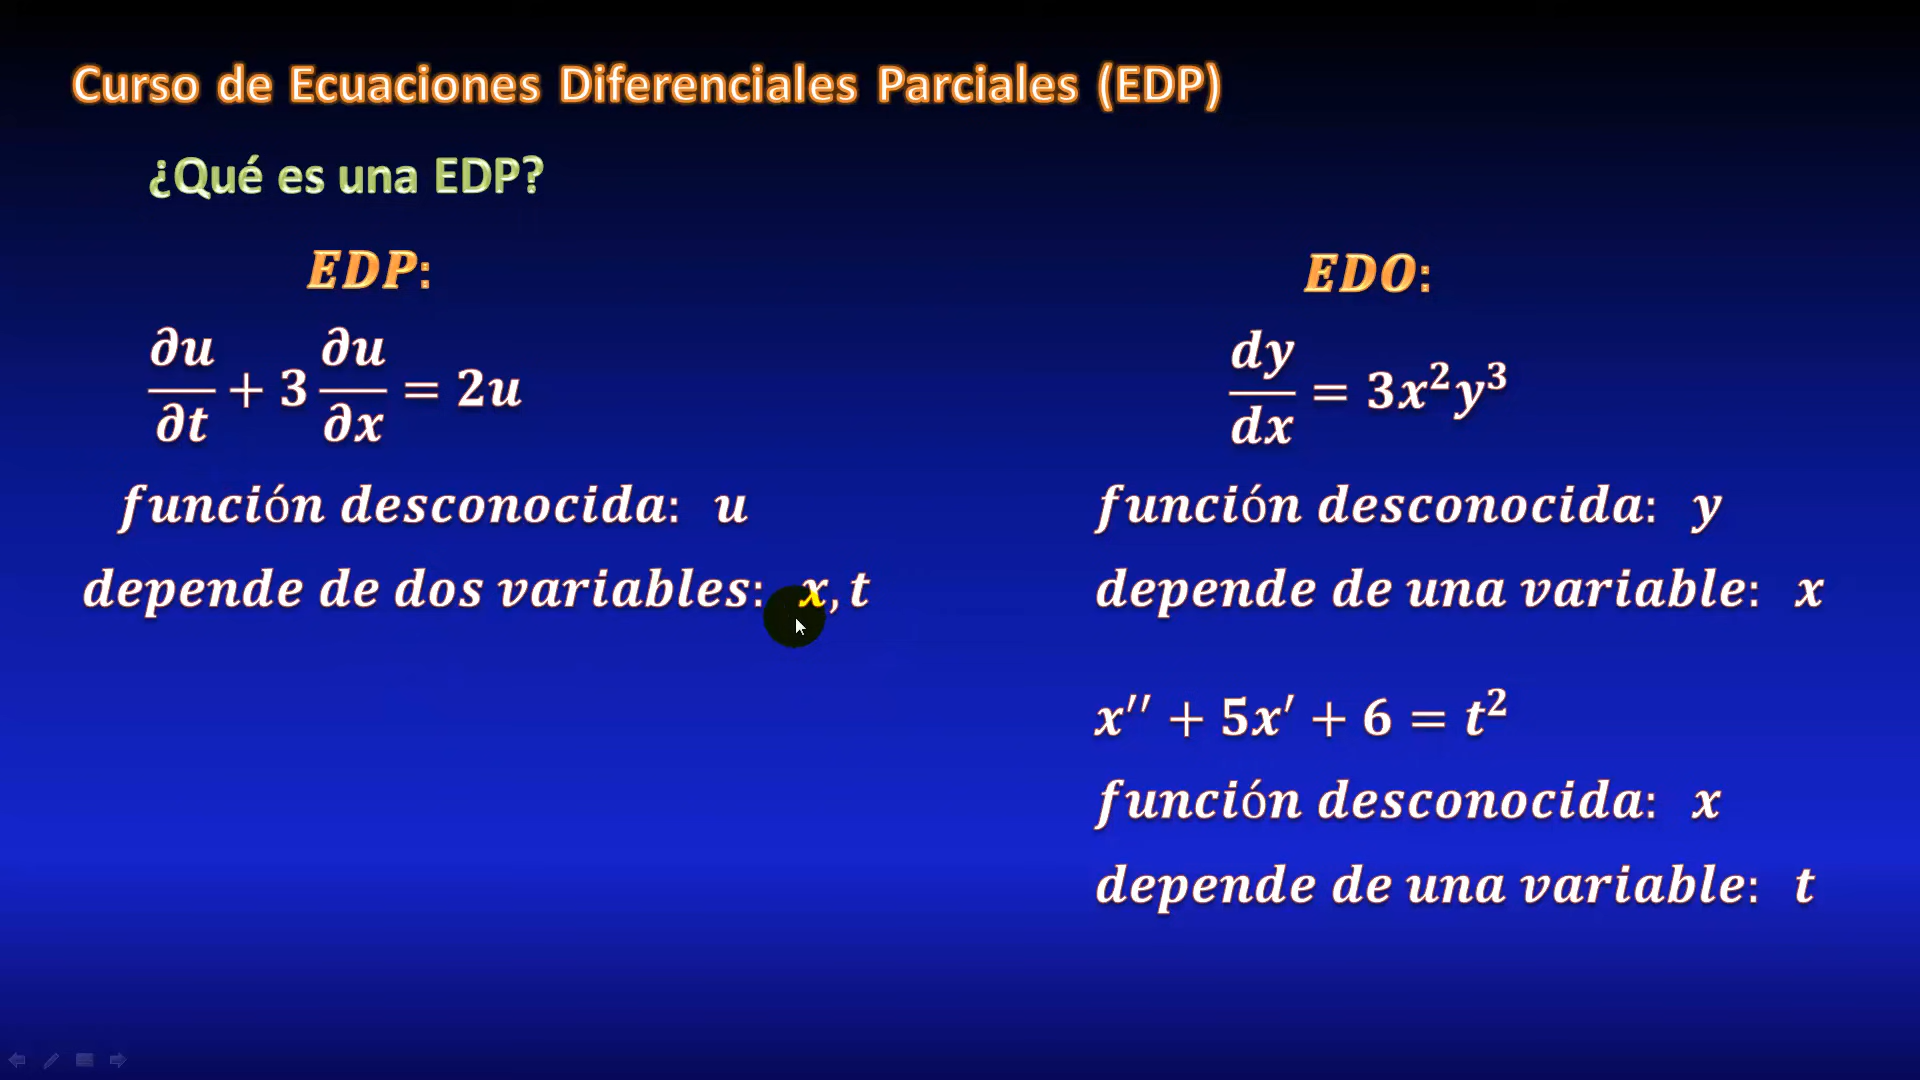 Curso de Ecuaciones Diferenciales Parciales (EDP)
¿Qué es una EDP?
EDP:
∂u/∂t + 3 ∂u/∂x = 2u
función desconocida: u
depende de dos variables: x, t
EDO:
dy/dx = 3x²y³
función desconocida: y
depende de una variable: x
x′′ + 5x′ + 6 = t²
función desconocida: x
depende de una variable: t